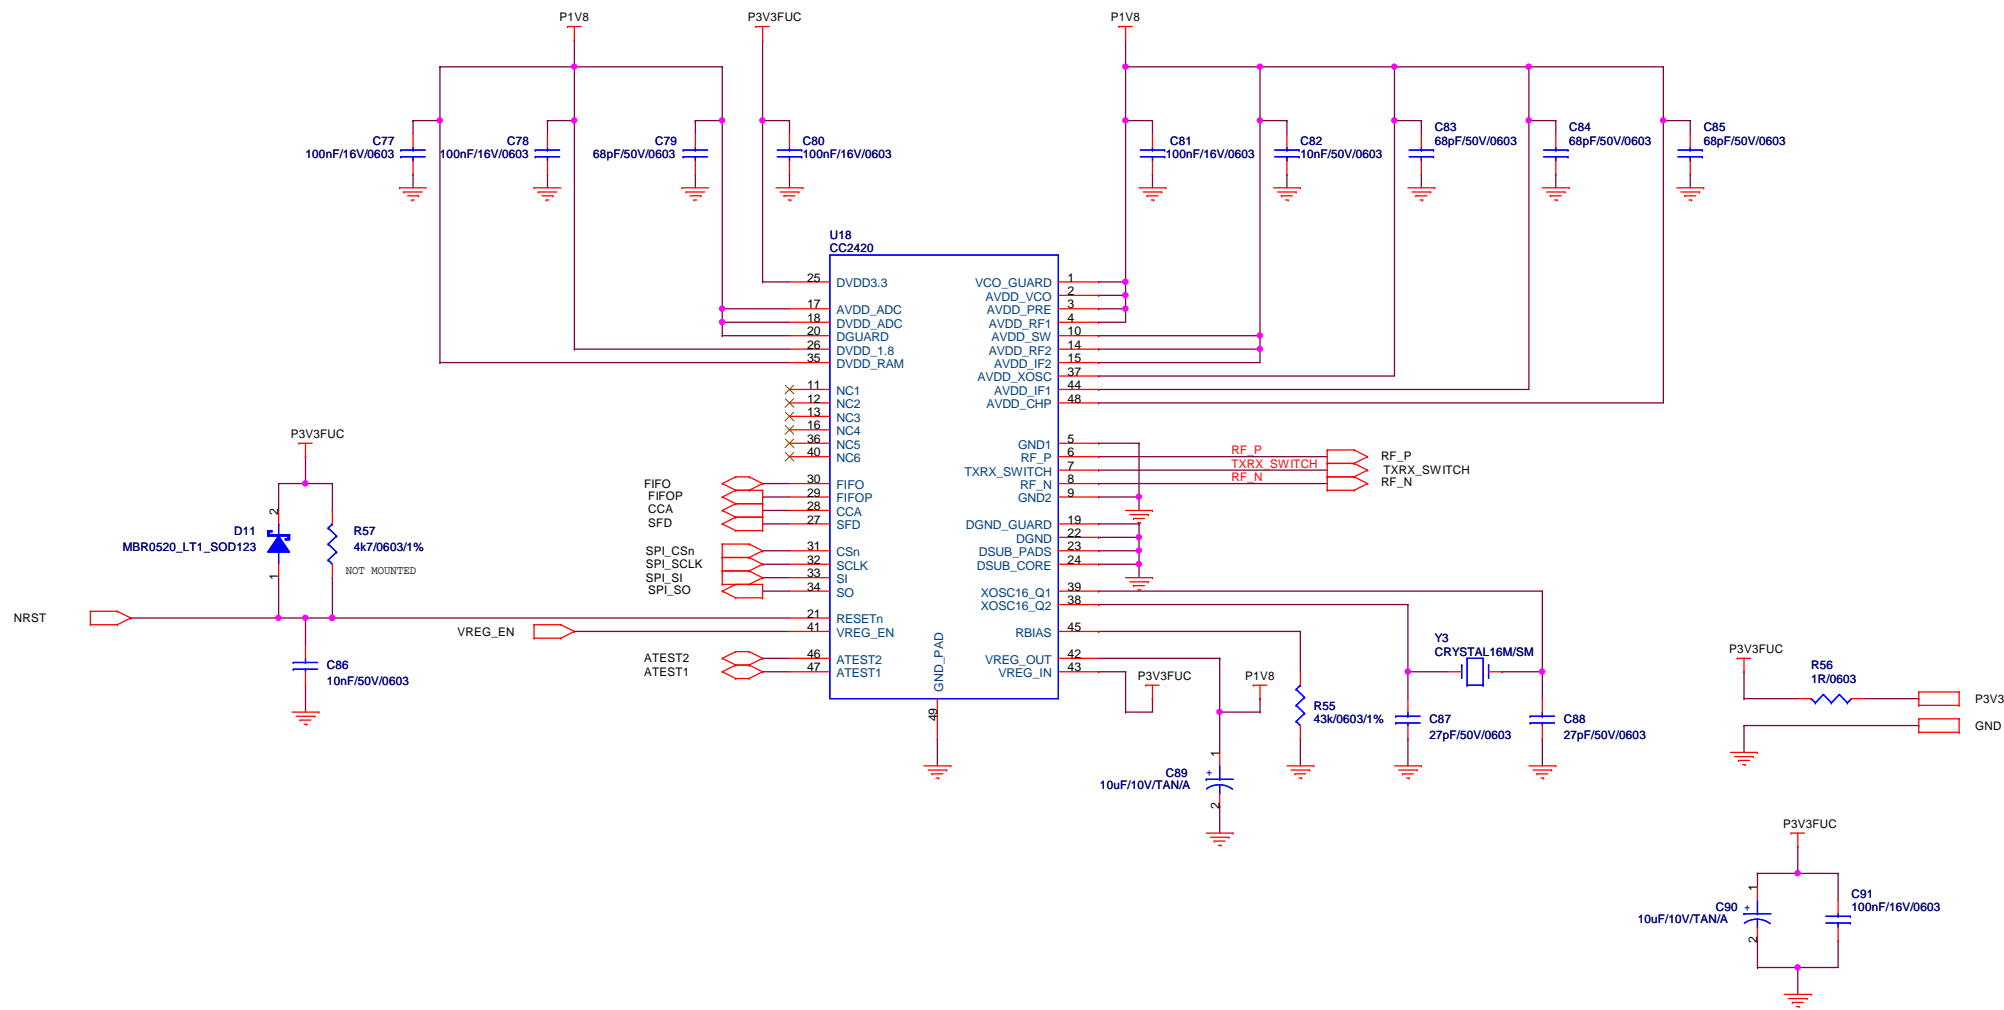 P1V8
P3V3FUC
P1V8
C77
100nF/16V/0603
C78
100nF/16V/0603
C79
68pF/50V/0603
C80
100nF/16V/0603
C81
100nF/16V/0603
C82
10nF/50V/0603
C83
68pF/50V/0603
C84
68pF/50V/0603
C85
68pF/50V/0603
U18
CC2420
25 DVDD3.3
17 AVDD_ADC
18 DVDD_ADC
20 DGUARD
26 DVDD_1.8
35 DVDD_RAM
11 NC1
12 NC2
13 NC3
16 NC4
36 NC5
40 NC6
FIFO 30 FIFO
FIFOP 29 FIFOP
CCA 28 CCA
SFD 27 SFD
SPI_CSn 31 CSn
SPI_SCLK 32 SCLK
SPI_SI 33 SI
SPI_SO 34 SO
21 RESETn
VREG_EN 41 VREG_EN
ATEST2 46 ATEST2
ATEST1 47 ATEST1
GND_PAD
49
VCO_GUARD 1
AVDD_VCO 2
AVDD_PRE 3
AVDD_RF1 4
AVDD_SW 10
AVDD_RF2 14
AVDD_IF2 15
AVDD_XOSC 37
AVDD_IF1 44
AVDD_CHP 48
GND1 5
RF_P 6 RF_P RF_P
TXRX_SWITCH 7 TXRX_SWITCH TXRX_SWITCH
RF_N 8 RF_N RF_N
GND2 9
DGND_GUARD 19
DGND 22
DSUB_PADS 23
DSUB_CORE 24
XOSC16_Q1 39
XOSC16_Q2 38
RBIAS 45
VREG_OUT 42
VREG_IN 43
P3V3FUC
2
D11
MBR0520_LT1_SOD123
1
R57
4k7/0603/1%
NOT MOUNTED
NRST
C86
10nF/50V/0603
P3V3FUC
P1V8
1
C89 +
10uF/10V/TAN/A
2
R55
43k/0603/1%
Y3
CRYSTAL16M/SM
C87
27pF/50V/0603
C88
27pF/50V/0603
P3V3FUC
R56
1R/0603
P3V3
GND
P3V3FUC
1
C90 +
10uF/10V/TAN/A
2
C91
100nF/16V/0603